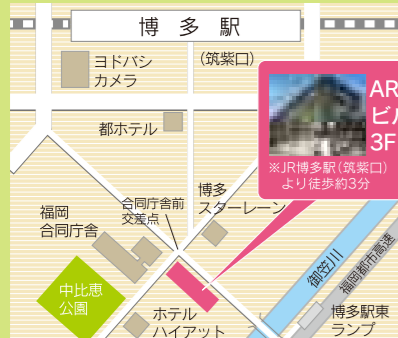 博多駅
ヨドバシ
カメラ
(筑紫口)
都ホテル
AR
ビル
3F
※JR博多駅(筑紫口)
より徒歩約3分
博多
スターレーン
合同庁舎前
交差点
福岡
合同庁舎
中比恵
公園
ホテル
ハイアット
御笠川
福岡都市高速
博多駅東
ランプ